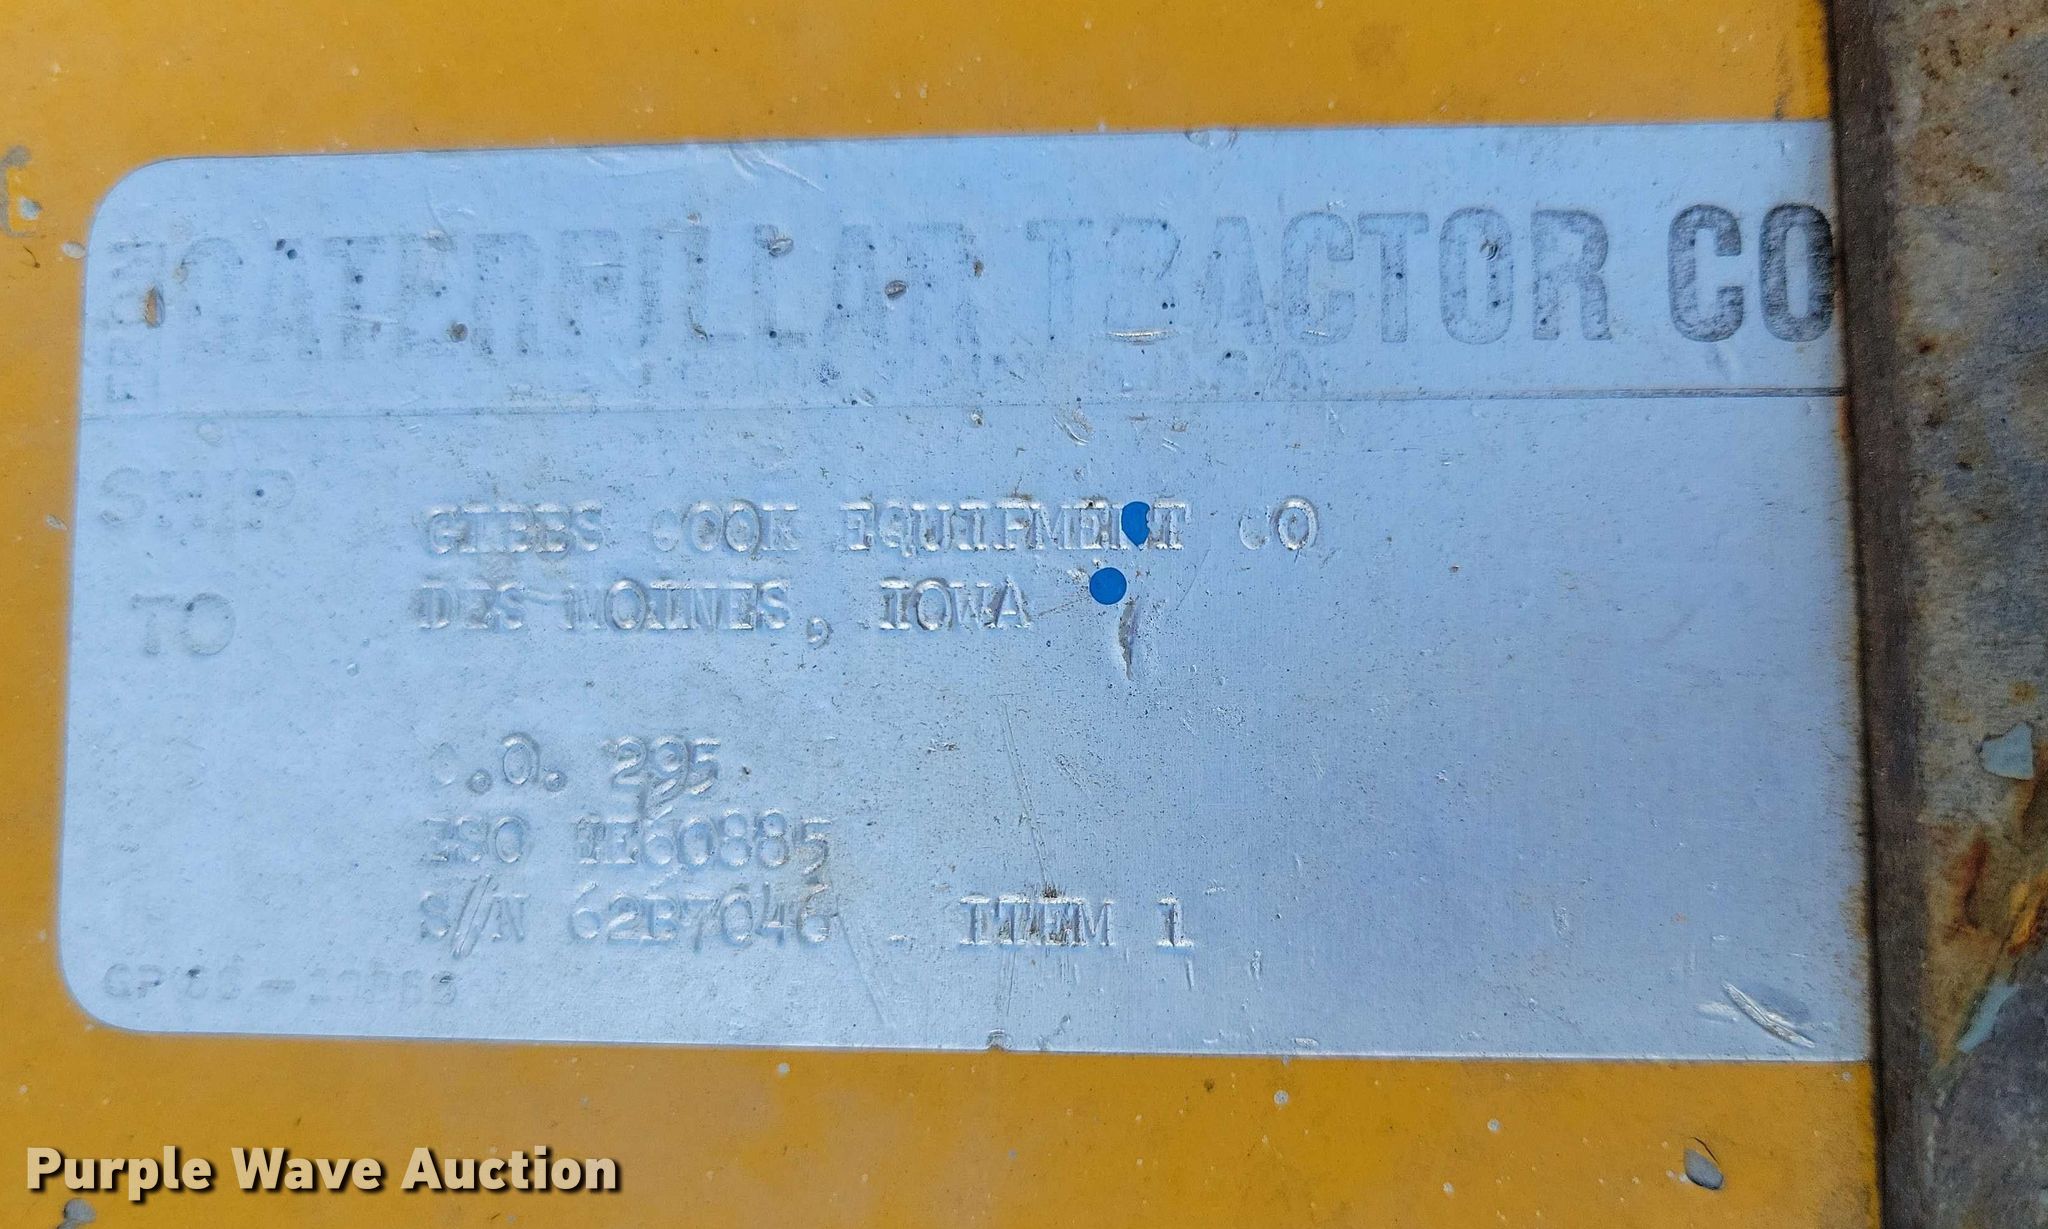 FROM CATERPILLAR TRACTOR CO
SHIP TO
GIBBS COOK EQUIPMENT CO
DES MOINES, IOWA
295
ISO
S/N 62B7046 ITEM 1
Purple Wave Auction